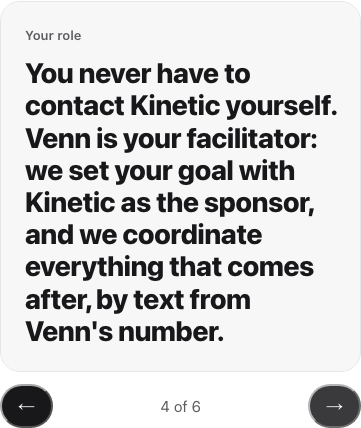 Your role
You never have to
contact Kinetic yourself.
Venn is your facilitator:
we set your goal with
Kinetic as the sponsor,
and we coordinate
everything that comes
after, by text from
Venn's number.
← 4 of 6 →